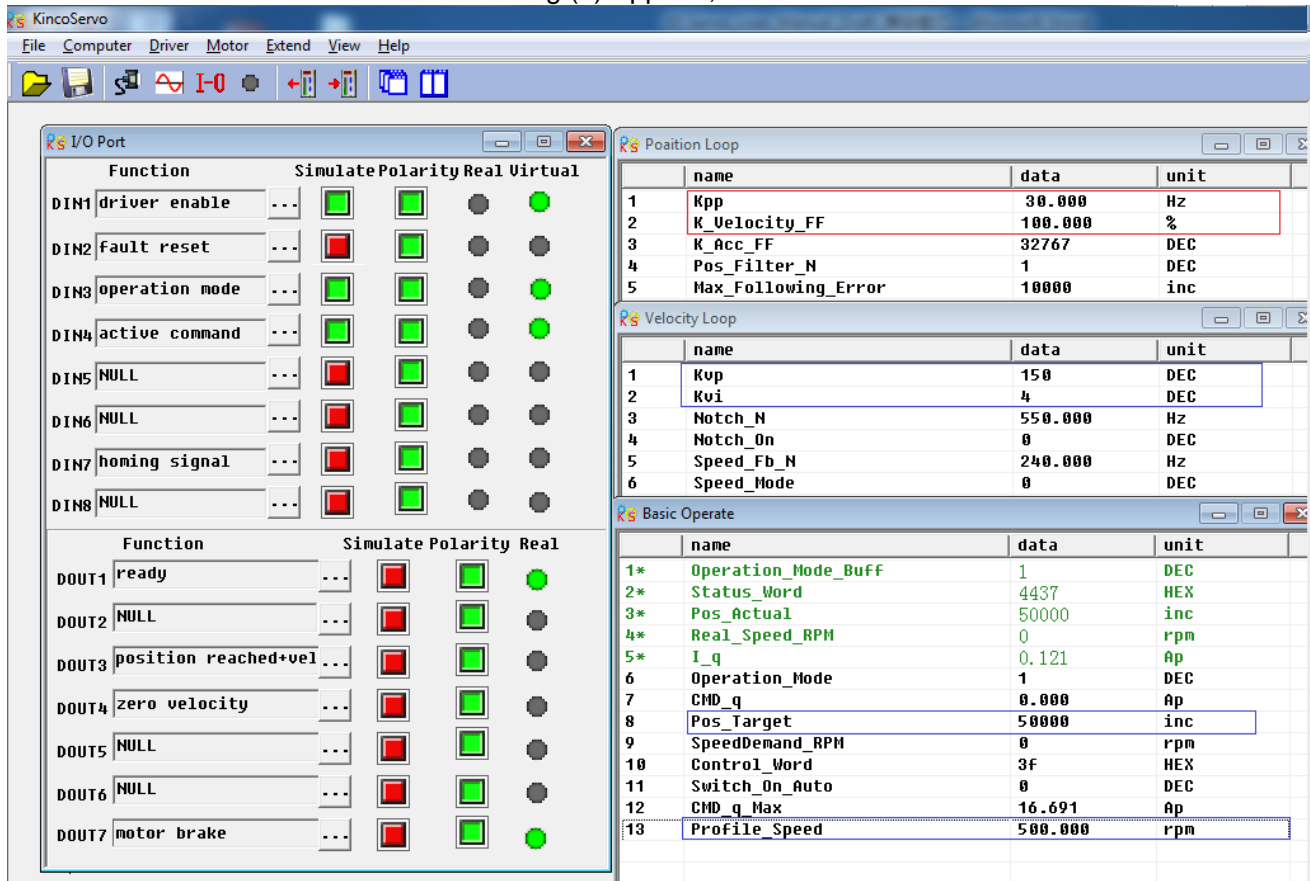 KincoServo
File Computer Driver Motor Extend View Help
I-O
I/O Port
Function Simulate Polarity Real Virtual
DIN1 driver enable ...
DIN2 fault reset ...
DIN3 operation mode ...
DIN4 active command ...
DIN5 NULL ...
DIN6 NULL ...
DIN7 homing signal ...
DIN8 NULL ...
Function Simulate Polarity Real
DOUT1 ready ...
DOUT2 NULL ...
DOUT3 position reached+vel ...
DOUT4 zero velocity ...
DOUT5 NULL ...
DOUT6 NULL ...
DOUT7 motor brake ...
Poaition Loop
name data unit
1 Kpp 30.000 Hz
2 K_Velocity_FF 100.000 %
3 K_Acc_FF 32767 DEC
4 Pos_Filter_N 1 DEC
5 Max_Following_Error 10000 inc
Velocity Loop
name data unit
1 Kvp 150 DEC
2 Kvi 4 DEC
3 Notch_N 550.000 Hz
4 Notch_On 0 DEC
5 Speed_Fb_N 240.000 Hz
6 Speed_Mode 0 DEC
Basic Operate
name data unit
1* Operation_Mode_Buff 1 DEC
2* Status_Word 4437 HEX
3* Pos_Actual 50000 inc
4* Real_Speed_RPM 0 rpm
5* I_q 0.121 Ap
6 Operation_Mode 1 DEC
7 CMD_q 0.000 Ap
8 Pos_Target 50000 inc
9 SpeedDemand_RPM 0 rpm
10 Control_Word 3f HEX
11 Switch_On_Auto 0 DEC
12 CMD_q_Max 16.691 Ap
13 Profile_Speed 500.000 rpm